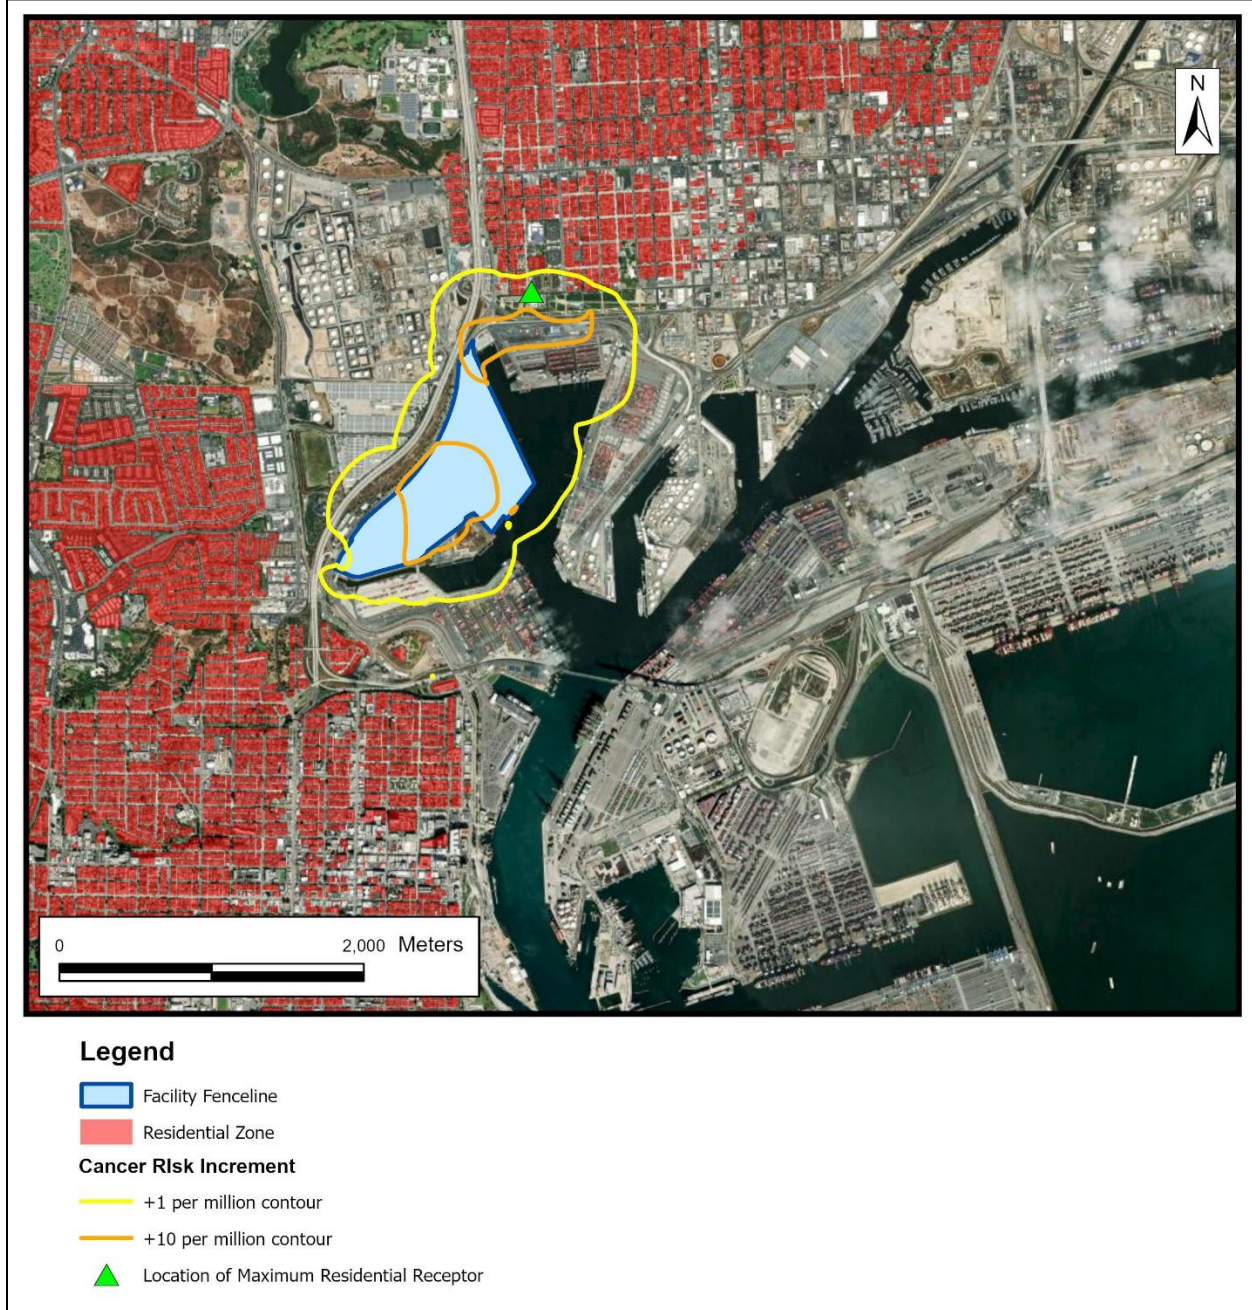 N
0 2,000 Meters
Legend
Facility Fenceline
Residential Zone
Cancer RIsk Increment
+1 per million contour
+10 per million contour
Location of Maximum Residential Receptor